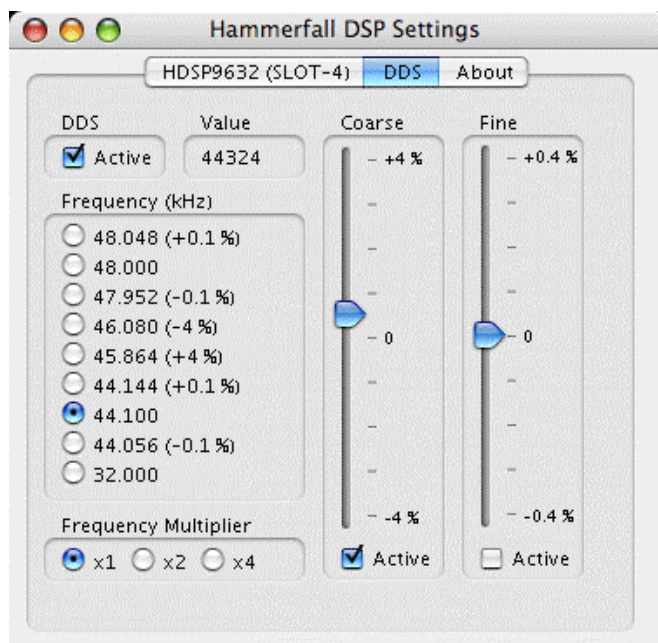 Hammerfall DSP Settings
HDSP9632 (SLOT-4) DDS About
DDS Value Coarse Fine
Active 44324 +4 % +0.4 %
Frequency (kHz)
48.048 (+0.1 %)
48.000
47.952 (-0.1 %)
46.080 (-4 %)
45.864 (+4 %)
44.144 (+0.1 %)
44.100
44.056 (-0.1 %)
32.000
0 0
-4 % -0.4 %
Frequency Multiplier
x1 x2 x4
Active Active